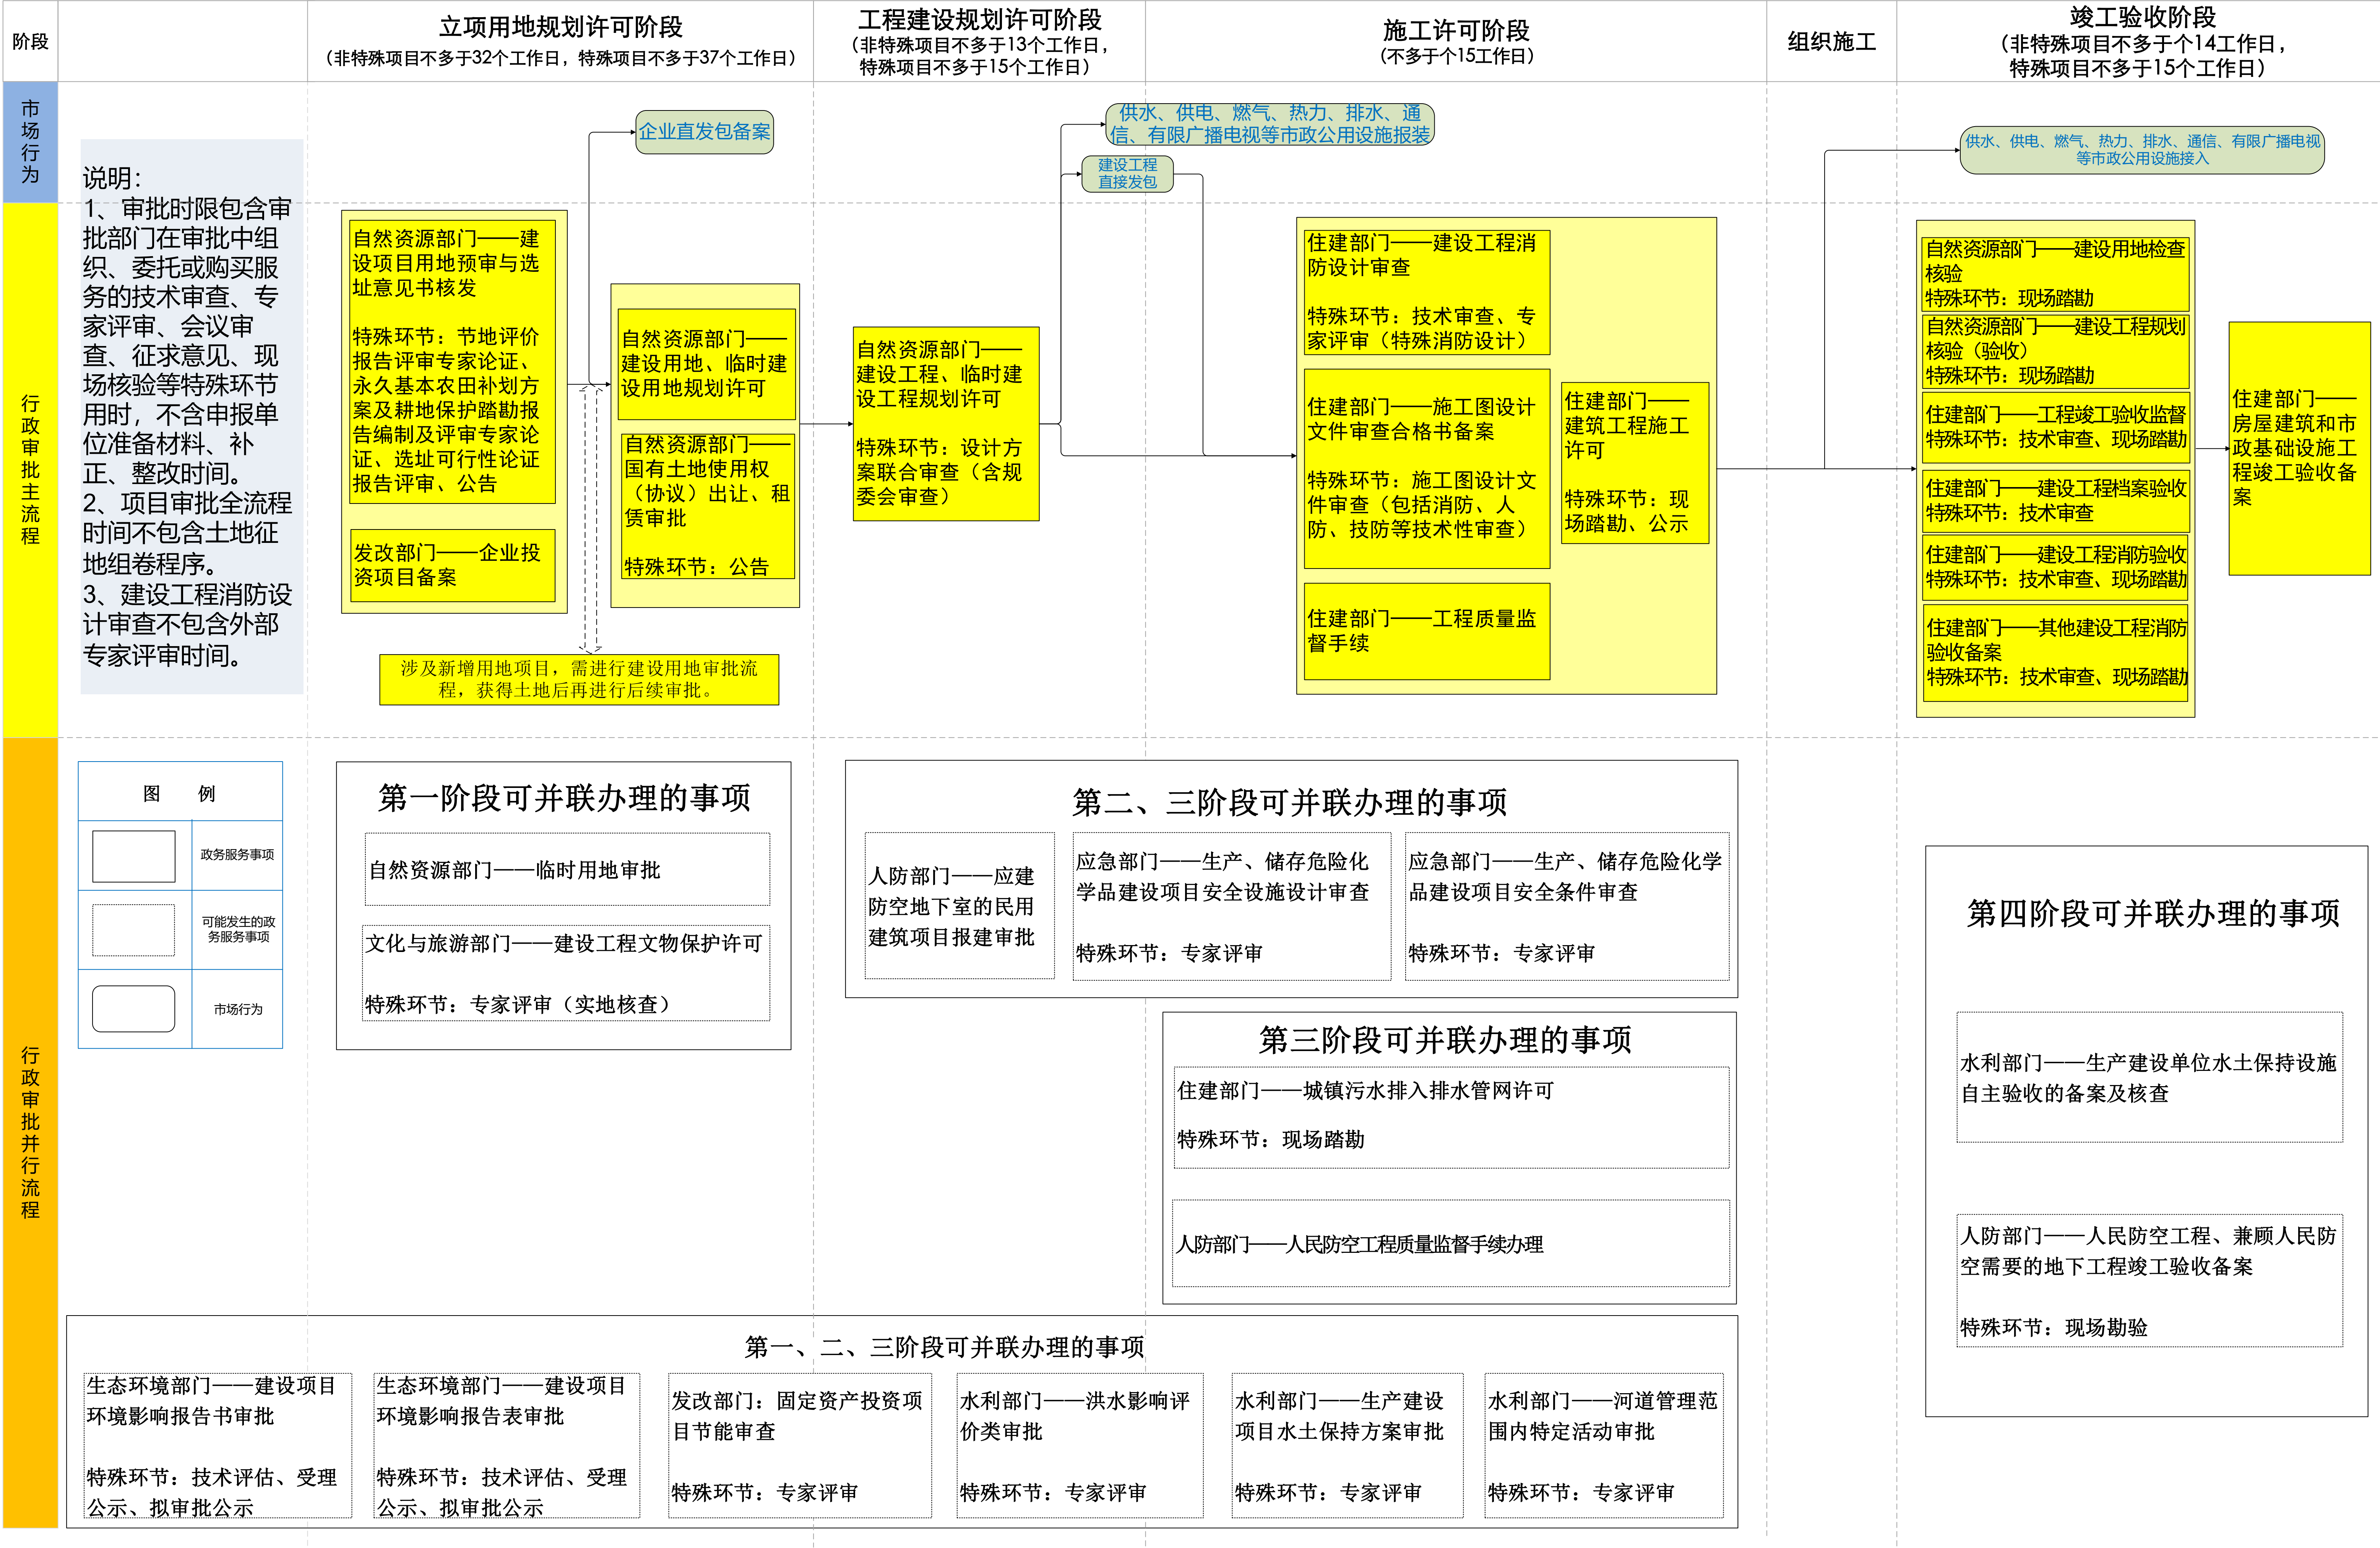 阶段
立项用地规划许可阶段
（非特殊项目不多于32个工作日，特殊项目不多于37个工作日）
工程建设规划许可阶段
（非特殊项目不多于13个工作日，
特殊项目不多于15个工作日）
施工许可阶段
（不多于个15工作日）
组织施工
竣工验收阶段
（非特殊项目不多于个14工作日，
特殊项目不多于15个工作日）
市场行为
企业直发包备案
供水、供电、燃气、热力、排水、通
信、有限广播电视等市政公用设施报装
建设工程
直接发包
供水、供电、燃气、热力、排水、通信、有限广播电视
等市政公用设施接入
说明：
1、审批时限包含审
批部门在审批中组
织、委托或购买服
务的技术审查、专
家评审、会议审
查、征求意见、现
场核验等特殊环节
用时，不含申报单
位准备材料、补
正、整改时间。
2、项目审批全流程
时间不包含土地征
地组卷程序。
3、建设工程消防设
计审查不包含外部
专家评审时间。
行政审批主流程
自然资源部门——建
设项目用地预审与选
址意见书核发
特殊环节：节地评价
报告评审专家论证、
永久基本农田补划方
案及耕地保护踏勘报
告编制及评审专家论
证、选址可行性论证
报告评审、公告
发改部门——企业投
资项目备案
自然资源部门——
建设用地、临时建
设用地规划许可
自然资源部门——
国有土地使用权
（协议）出让、租
赁审批
特殊环节：公告
涉及新增用地项目，需进行建设用地审批流
程，获得土地后再进行后续审批。
自然资源部门——
建设工程、临时建
设工程规划许可
特殊环节：设计方
案联合审查（含规
委会审查）
住建部门——建设工程消
防设计审查
特殊环节：技术审查、专
家评审（特殊消防设计）
住建部门——施工图设计
文件审查合格书备案
特殊环节：施工图设计文
件审查（包括消防、人
防、技防等技术性审查）
住建部门——工程质量监
督手续
住建部门——
建筑工程施工
许可
特殊环节：现
场踏勘、公示
自然资源部门——建设用地检查
核验
特殊环节：现场踏勘
自然资源部门——建设工程规划
核验（验收）
特殊环节：现场踏勘
住建部门——工程竣工验收监督
特殊环节：技术审查、现场踏勘
住建部门——建设工程档案验收
特殊环节：技术审查
住建部门——建设工程消防验收
特殊环节：技术审查、现场踏勘
住建部门——其他建设工程消防
验收备案
特殊环节：技术审查、现场踏勘
住建部门——
房屋建筑和市
政基础设施工
程竣工验收备
案
行政审批并行流程
图 例
政务服务事项
可能发生的政
务服务事项
市场行为
第一阶段可并联办理的事项
自然资源部门——临时用地审批
文化与旅游部门——建设工程文物保护许可
特殊环节：专家评审（实地核查）
第二、三阶段可并联办理的事项
人防部门——应建
防空地下室的民用
建筑项目报建审批
应急部门——生产、储存危险化
学品建设项目安全设施设计审查
特殊环节：专家评审
应急部门——生产、储存危险化学
品建设项目安全条件审查
特殊环节：专家评审
第三阶段可并联办理的事项
住建部门——城镇污水排入排水管网许可
特殊环节：现场踏勘
人防部门——人民防空工程质量监督手续办理
第四阶段可并联办理的事项
水利部门——生产建设单位水土保持设施
自主验收的备案及核查
人防部门——人民防空工程、兼顾人民防
空需要的地下工程竣工验收备案
特殊环节：现场勘验
第一、二、三阶段可并联办理的事项
生态环境部门——建设项目
环境影响报告书审批
特殊环节：技术评估、受理
公示、拟审批公示
生态环境部门——建设项目
环境影响报告表审批
特殊环节：技术评估、受理
公示、拟审批公示
发改部门：固定资产投资项
目节能审查
特殊环节：专家评审
水利部门——洪水影响评
价类审批
特殊环节：专家评审
水利部门——生产建设
项目水土保持方案审批
特殊环节：专家评审
水利部门——河道管理范
围内特定活动审批
特殊环节：专家评审